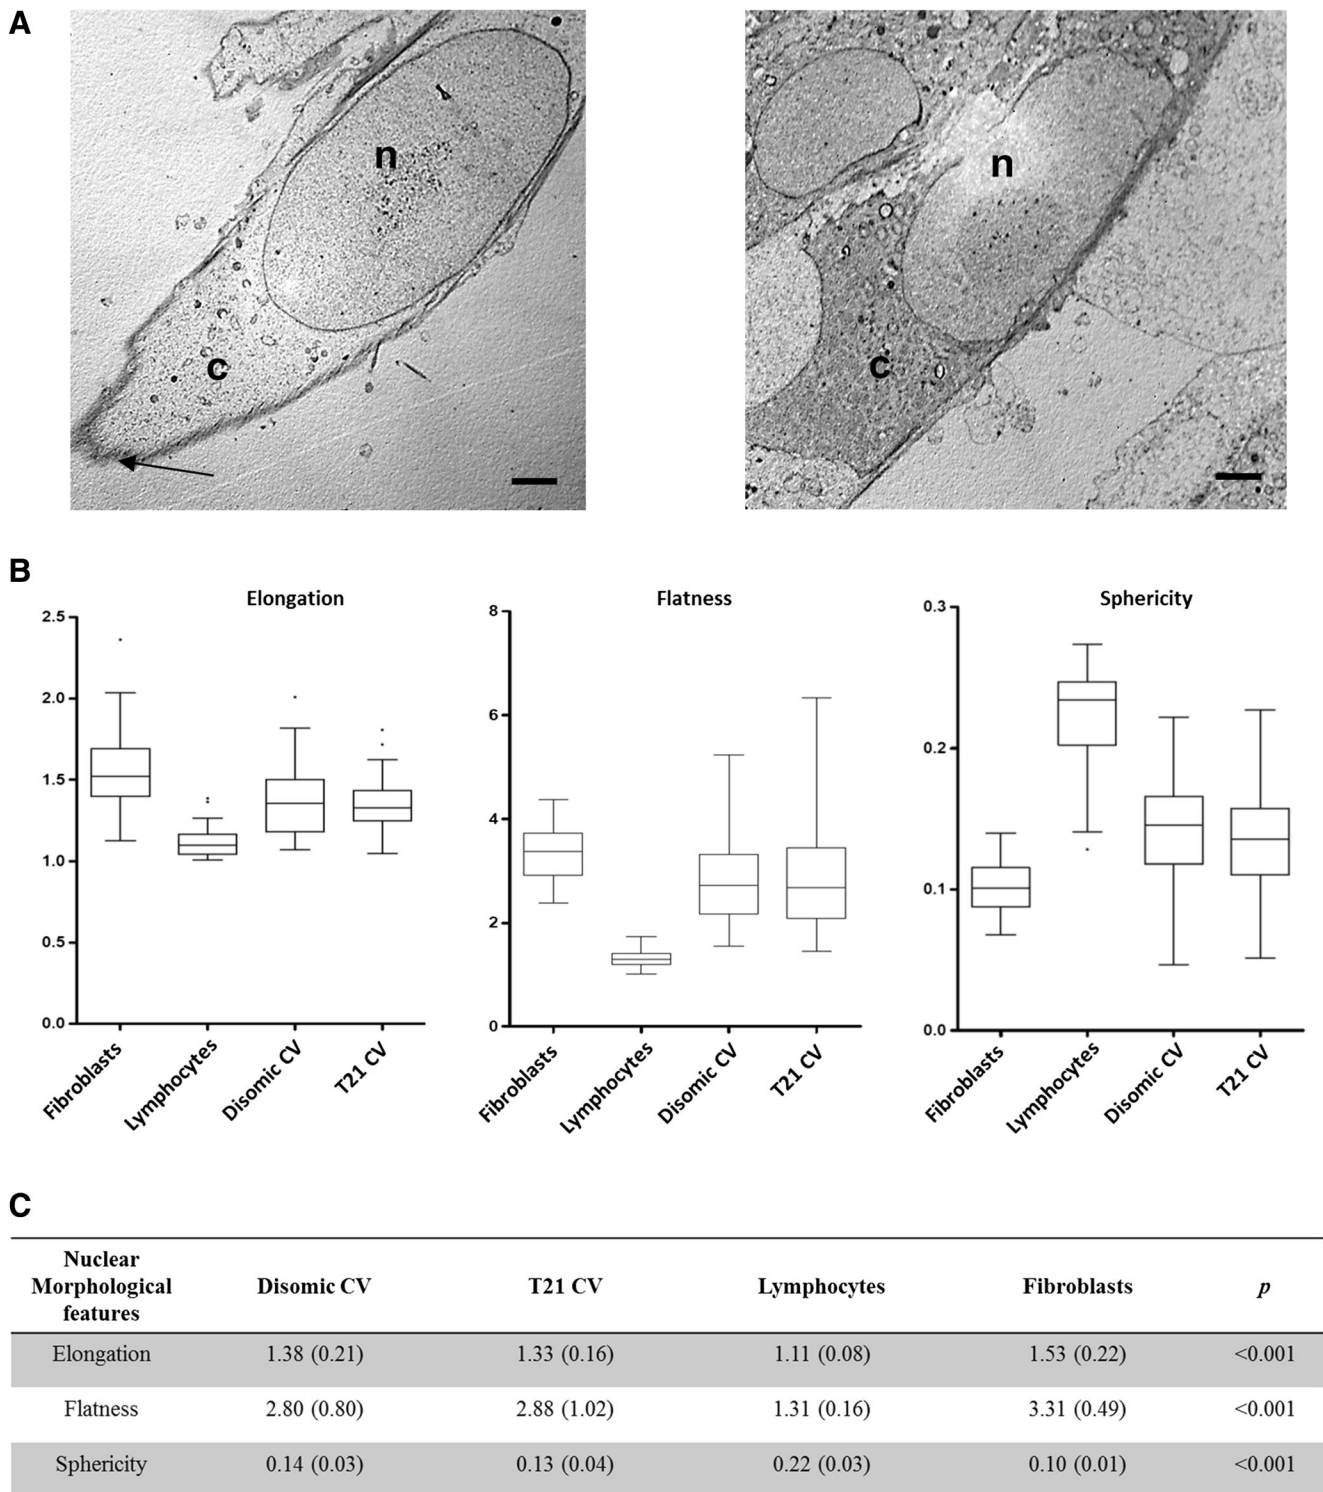 A
n
c
n
c
B
Elongation
Flatness
Sphericity
2.5
2.0
1.5
1.0
0.5
0.0
Fibroblasts
Lymphocytes
Disomic CV
T21 CV
8
6
4
2
0
Fibroblasts
Lymphocytes
Disomic CV
T21 CV
0.3
0.2
0.1
0.0
Fibroblasts
Lymphocytes
Disomic CV
T21 CV
C
Nuclear
Morphological
features
Disomic CV
T21 CV
Lymphocytes
Fibroblasts
p
Elongation 1.38 (0.21) 1.33 (0.16) 1.11 (0.08) 1.53 (0.22) <0.001
Flatness 2.80 (0.80) 2.88 (1.02) 1.31 (0.16) 3.31 (0.49) <0.001
Sphericity 0.14 (0.03) 0.13 (0.04) 0.22 (0.03) 0.10 (0.01) <0.001